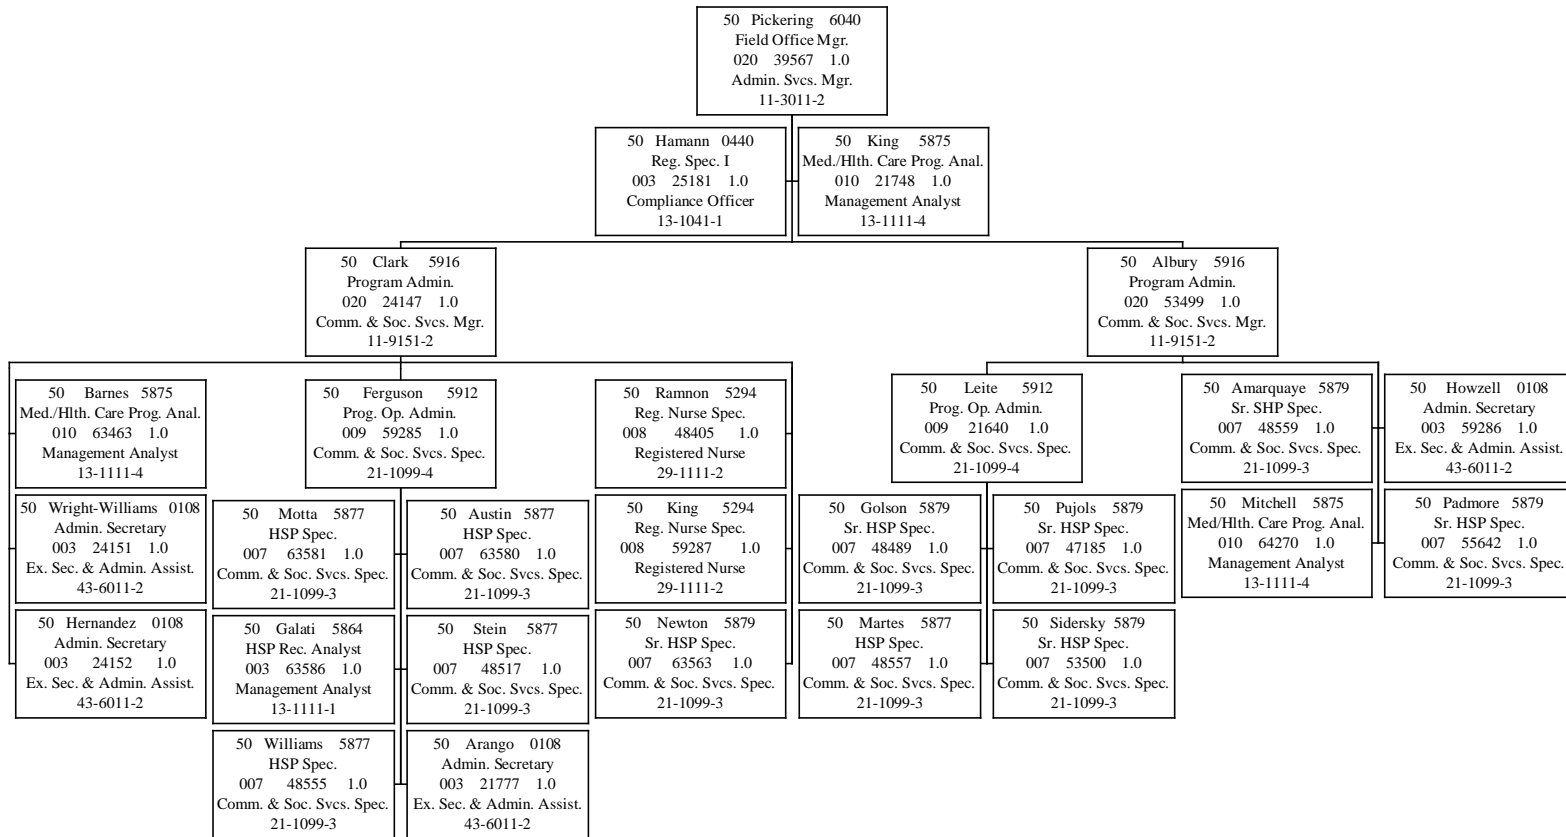 50 Pickering 6040
Field Office Mgr.
020 39567 1.0
Admin. Svcs. Mgr.
11-3011-2
50 Hamann 0440
Reg. Spec. I
003 25181 1.0
Compliance Officer
13-1041-1
50 King 5875
Med./Hlth. Care Prog. Anal.
010 21748 1.0
Management Analyst
13-1111-4
50 Clark 5916
Program Admin.
020 24147 1.0
Comm. & Soc. Svcs. Mgr.
11-9151-2
50 Albury 5916
Program Admin.
020 53499 1.0
Comm. & Soc. Svcs. Mgr.
11-9151-2
50 Barnes 5875
Med./Hlth. Care Prog. Anal.
010 63463 1.0
Management Analyst
13-1111-4
50 Ferguson 5912
Prog. Op. Admin.
009 59285 1.0
Comm. & Soc. Svcs. Spec.
21-1099-4
50 Ramnon 5294
Reg. Nurse Spec.
008 48405 1.0
Registered Nurse
29-1111-2
50 Leite 5912
Prog. Op. Admin.
009 21640 1.0
Comm. & Soc. Svcs. Spec.
21-1099-4
50 Amarquaye 5879
Sr. SHP Spec.
007 48559 1.0
Comm. & Soc. Svcs. Spec.
21-1099-3
50 Howzell 0108
Admin. Secretary
003 59286 1.0
Ex. Sec. & Admin. Assist.
43-6011-2
50 Wright-Williams 0108
Admin. Secretary
003 24151 1.0
Ex. Sec. & Admin. Assist.
43-6011-2
50 Motta 5877
HSP Spec.
007 63581 1.0
Comm. & Soc. Svcs. Spec.
21-1099-3
50 Austin 5877
HSP Spec.
007 63580 1.0
Comm. & Soc. Svcs. Spec.
21-1099-3
50 King 5294
Reg. Nurse Spec.
008 59287 1.0
Registered Nurse
29-1111-2
50 Golson 5879
Sr. HSP Spec.
007 48489 1.0
Comm. & Soc. Svcs. Spec.
21-1099-3
50 Pujols 5879
Sr. HSP Spec.
007 47185 1.0
Comm. & Soc. Svcs. Spec.
21-1099-3
50 Mitchell 5875
Med/Hlth. Care Prog. Anal.
010 64270 1.0
Management Analyst
13-1111-4
50 Padmore 5879
Sr. HSP Spec.
007 55642 1.0
Comm. & Soc. Svcs. Spec.
21-1099-3
50 Hernandez 0108
Admin. Secretary
003 24152 1.0
Ex. Sec. & Admin. Assist.
43-6011-2
50 Galati 5864
HSP Rec. Analyst
003 63586 1.0
Management Analyst
13-1111-1
50 Stein 5877
HSP Spec.
007 48517 1.0
Comm. & Soc. Svcs. Spec.
21-1099-3
50 Newton 5879
Sr. HSP Spec.
007 63563 1.0
Comm. & Soc. Svcs. Spec.
21-1099-3
50 Martes 5877
HSP Spec.
007 48557 1.0
Comm. & Soc. Svcs. Spec.
21-1099-3
50 Sidersky 5879
Sr. HSP Spec.
007 53500 1.0
Comm. & Soc. Svcs. Spec.
21-1099-3
50 Williams 5877
HSP Spec.
007 48555 1.0
Comm. & Soc. Svcs. Spec.
21-1099-3
50 Arango 0108
Admin. Secretary
003 21777 1.0
Ex. Sec. & Admin. Assist.
43-6011-2